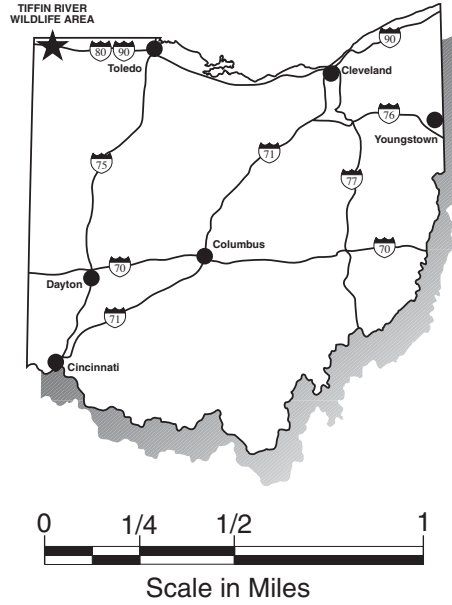 TIFFIN RIVER
WILDLIFE AREA
80 90
Toledo
90
Cleveland
76
Youngstown
71
75
77
Columbus
70
70
Dayton
71
Cincinnati
0 1/4 1/2 1
Scale in Miles